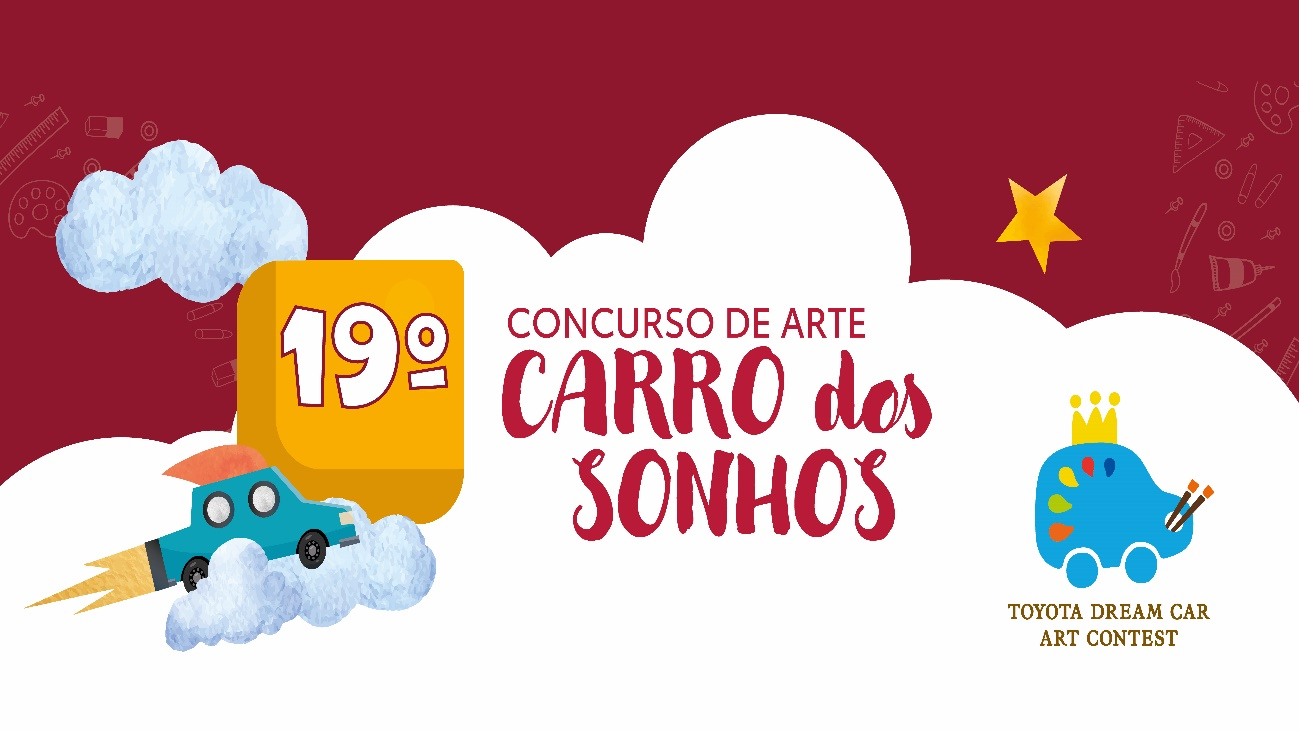 19º
CONCURSO DE ARTE
CARRO dos
SONHOS
TOYOTA DREAM CAR
ART CONTEST